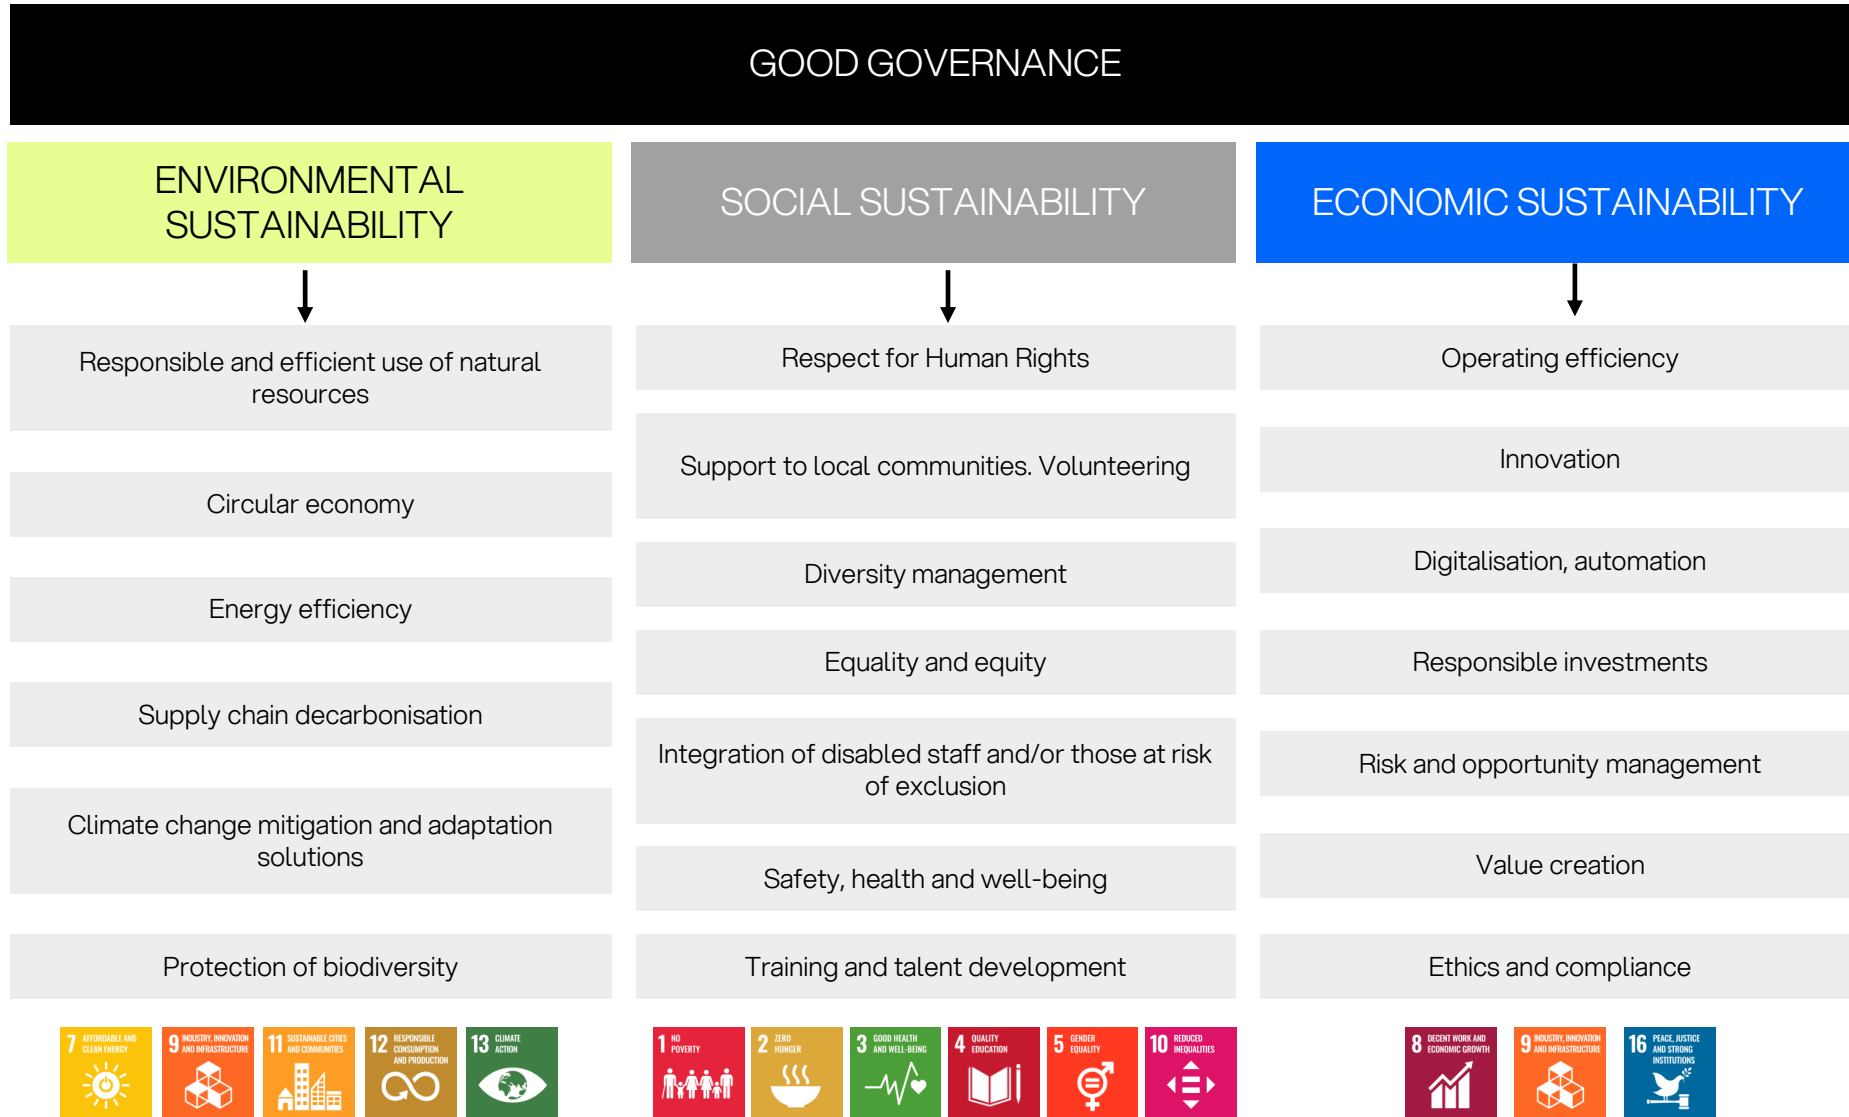 GOOD GOVERNANCE
ENVIRONMENTAL
SUSTAINABILITY
Responsible and efficient use of natural
resources
Circular economy
Energy efficiency
Supply chain decarbonisation
Climate change mitigation and adaptation
solutions
Protection of biodiversity
7 AFFORDABLE AND
CLEAN ENERGY
9 INDUSTRY, INNOVATION
AND INFRASTRUCTURE
11 SUSTAINABLE CITIES
AND COMMUNITIES
12 RESPONSIBLE
CONSUMPTION
AND PRODUCTION
13 CLIMATE
ACTION
SOCIAL SUSTAINABILITY
Respect for Human Rights
Support to local communities. Volunteering
Diversity management
Equality and equity
Integration of disabled staff and/or those at risk
of exclusion
Safety, health and well-being
Training and talent development
1 NO
POVERTY
2 ZERO
HUNGER
3 GOOD HEALTH
AND WELL-BEING
4 QUALITY
EDUCATION
5 GENDER
EQUALITY
10 REDUCED
INEQUALITIES
ECONOMIC SUSTAINABILITY
Operating efficiency
Innovation
Digitalisation, automation
Responsible investments
Risk and opportunity management
Value creation
Ethics and compliance
8 DECENT WORK AND
ECONOMIC GROWTH
9 INDUSTRY, INNOVATION
AND INFRASTRUCTURE
16 PEACE, JUSTICE
AND STRONG
INSTITUTIONS